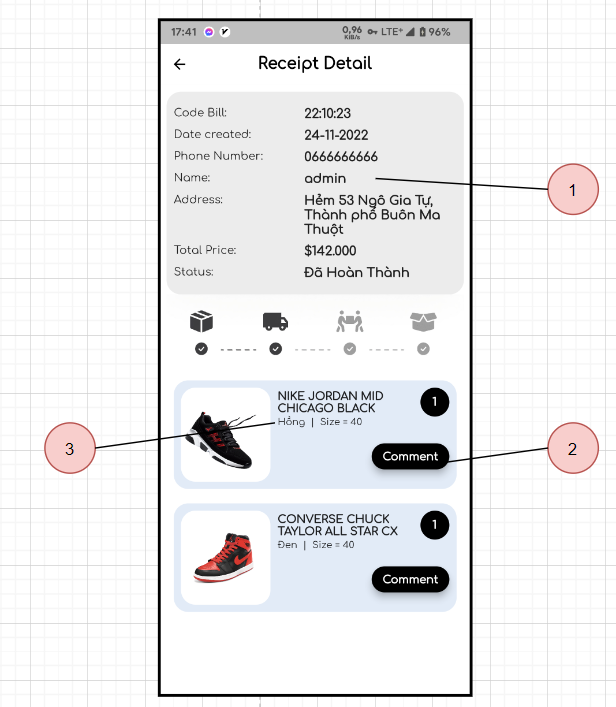 17:41 0,96 KiB/s LTE+ 96%
Receipt Detail
Code Bill: 22:10:23
Date created: 24-11-2022
Phone Number: 0666666666
Name: admin
Address: Hẻm 53 Ngô Gia Tự,
Thành phố Buôn Ma
Thuột
Total Price: $142.000
Status: Đã Hoàn Thành
1
NIKE JORDAN MID
CHICAGO BLACK
1
Hồng | Size = 40
Comment
3
2
CONVERSE CHUCK
TAYLOR ALL STAR CX
1
Đen | Size = 40
Comment